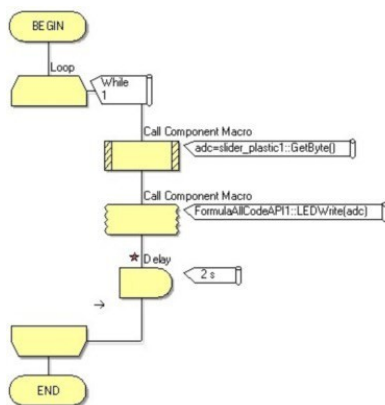 BEGIN
Loop
While
1
Call Component Macro
adc=slider_plastic1::GetByte()
Call Component Macro
FormulaAllCodeAPI1::LEDWrite(adc)
Delay
2 s
END